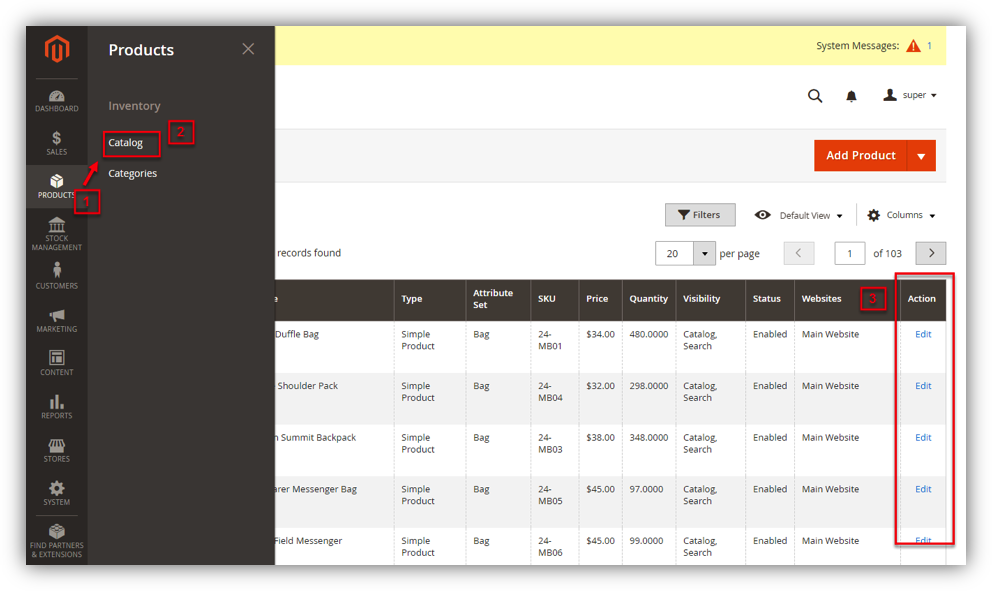 Products
System Messages: 1
DASHBOARD
super
Inventory
SALES
2
Catalog
Add Product
Categories
PRODUCTS
1
Filters
Default View
Columns
STOCK
MANAGEMENT
records found
20
per page
1
of 103
CUSTOMERS
Type
Attribute
Set
SKU
Price
Quantity
Visibility
Status
Websites
3
Action
MARKETING
Duffle Bag
Simple
Product
Bag
24-
MB01
$34.00
480.0000
Catalog,
Search
Enabled
Main Website
Edit
CONTENT
Shoulder Pack
Simple
Product
Bag
24-
MB04
$32.00
298.0000
Catalog,
Search
Enabled
Main Website
Edit
REPORTS
Summit Backpack
Simple
Product
Bag
24-
MB03
$38.00
348.0000
Catalog,
Search
Enabled
Main Website
Edit
STORES
Messenger Bag
Simple
Product
Bag
24-
MB05
$45.00
97.0000
Catalog,
Search
Enabled
Main Website
Edit
SYSTEM
Field Messenger
Simple
Product
Bag
24-
MB06
$45.00
99.0000
Catalog,
Search
Enabled
Main Website
Edit
FIND PARTNERS
& EXTENSIONS